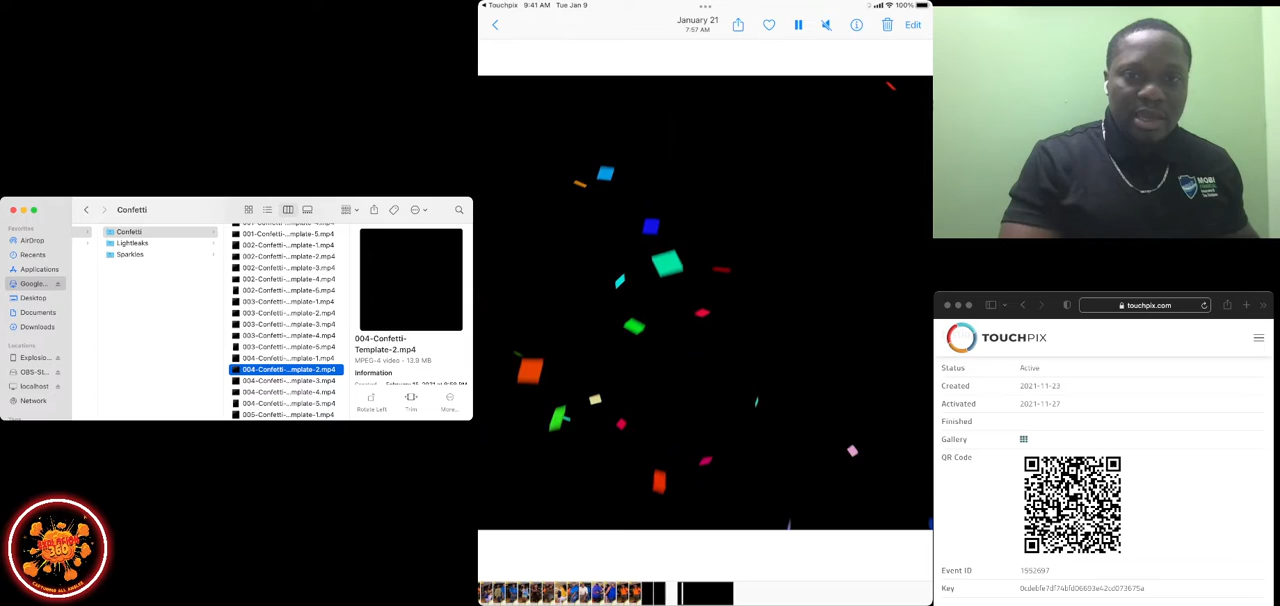 Touchpix 9:41 AM Tue Jan 9
100%
January 21
7:57 AM
Edit
Confetti
Favorites
AirDrop
Recents
Applications
Google...
Desktop
Documents
Downloads
Locations
Explosio...
OBS-St...
localhost
Network
Confetti
Lightleaks
Sparkles
001-Confetti-...mplate-5.mp4
002-Confetti-...mplate-1.mp4
002-Confetti-...mplate-2.mp4
002-Confetti-...mplate-3.mp4
002-Confetti-...mplate-4.mp4
003-Confetti-...mplate-1.mp4
003-Confetti-...mplate-2.mp4
003-Confetti-...mplate-3.mp4
003-Confetti-...mplate-4.mp4
003-Confetti-...mplate-5.mp4
004-Confetti-...mplate-1.mp4
004-Confetti-...mplate-2.mp4
004-Confetti-...mplate-3.mp4
004-Confetti-...mplate-4.mp4
004-Confetti-...mplate-5.mp4
005-Confetti-...mplate-1.mp4
004-Confetti-
Template-2.mp4
MPEG-4 video - 13.9 MB
Information
Rotate Left
Trim
More...
MOBI
touchpix.com
TOUCHPIX
Status Active
Created 2021-11-23
Activated 2021-11-27
Finished
Gallery
QR Code
Event ID 1552697
Key